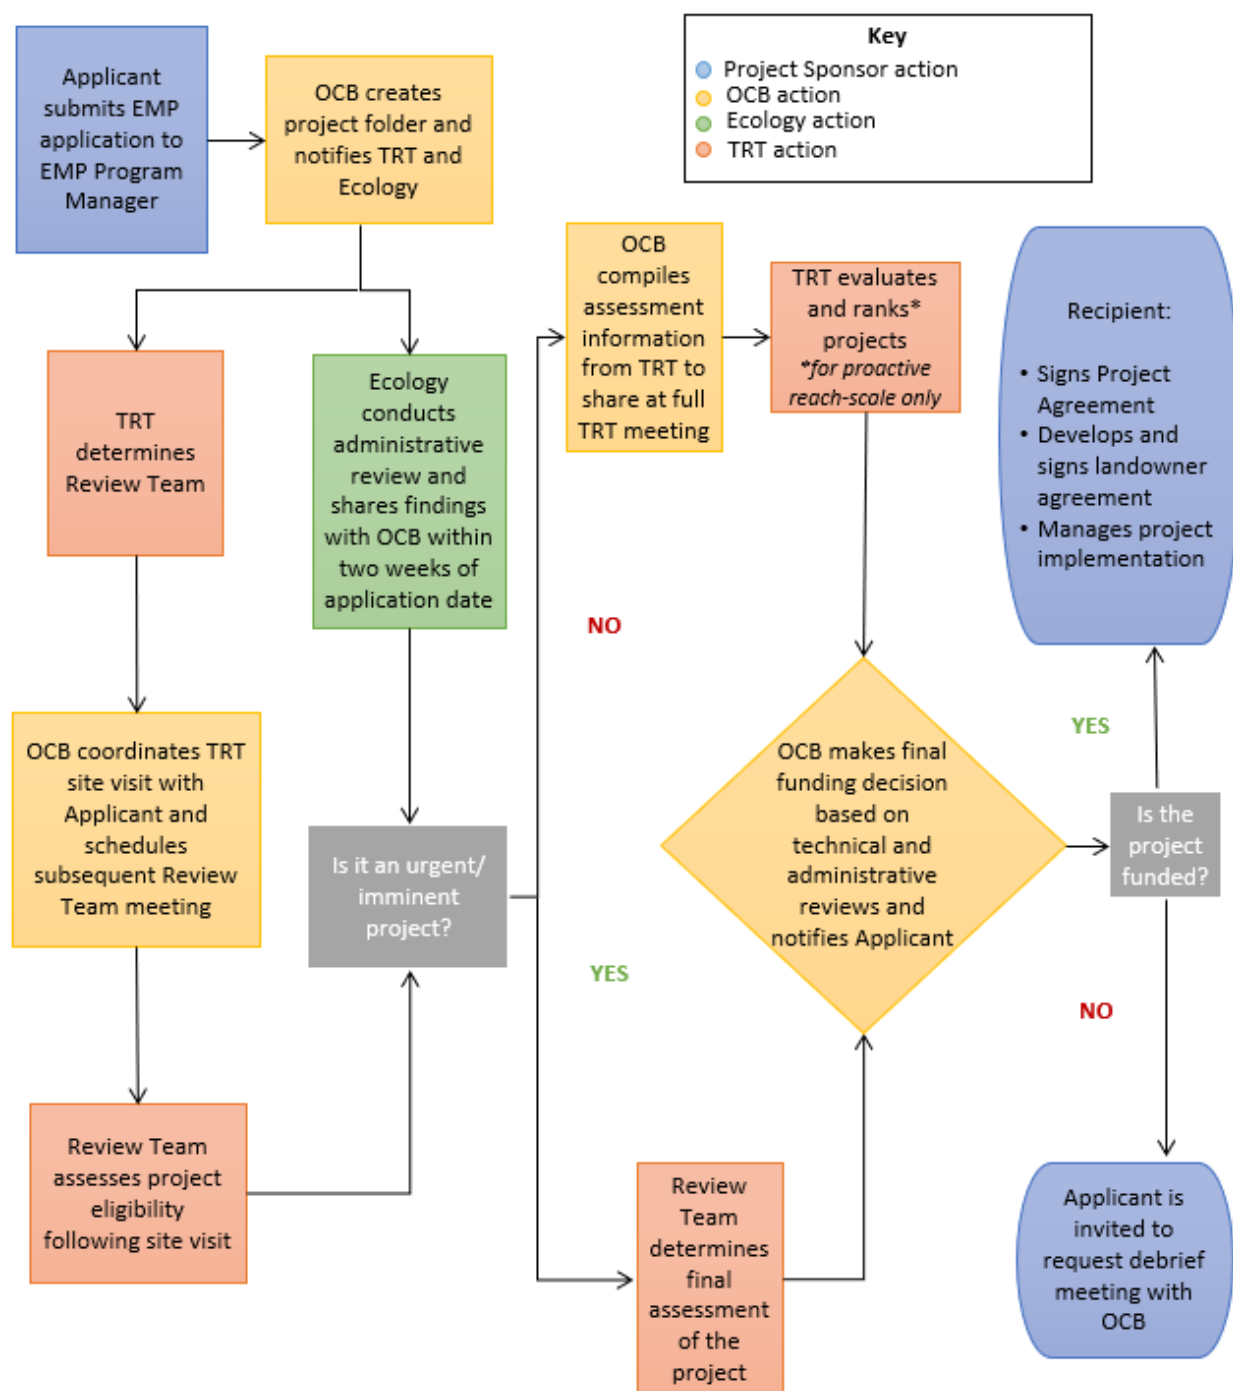 Key
Project Sponsor action
OCB action
Ecology action
TRT action
Applicant
submits EMP
application to
EMP Program
Manager
OCB creates
project folder and
notifies TRT and
Ecology
TRT
determines
Review Team
Ecology
conducts
administrative
review and
shares findings
with OCB within
two weeks of
application date
OCB coordinates TRT
site visit with
Applicant and
schedules
subsequent Review
Team meeting
Review Team
assesses project
eligibility
following site visit
Is it an urgent/
imminent
project?
NO
YES
OCB
compiles
assessment
information
from TRT to
share at full
TRT meeting
TRT evaluates
and ranks*
projects
*for proactive
reach-scale only
Review
Team
determines
final
assessment
of the
project
OCB makes final
funding decision
based on
technical and
administrative
reviews and
notifies Applicant
Is the
project
funded?
YES
NO
Recipient:
• Signs Project
Agreement
• Develops and
signs landowner
agreement
• Manages project
implementation
Applicant is
invited to
request debrief
meeting with
OCB